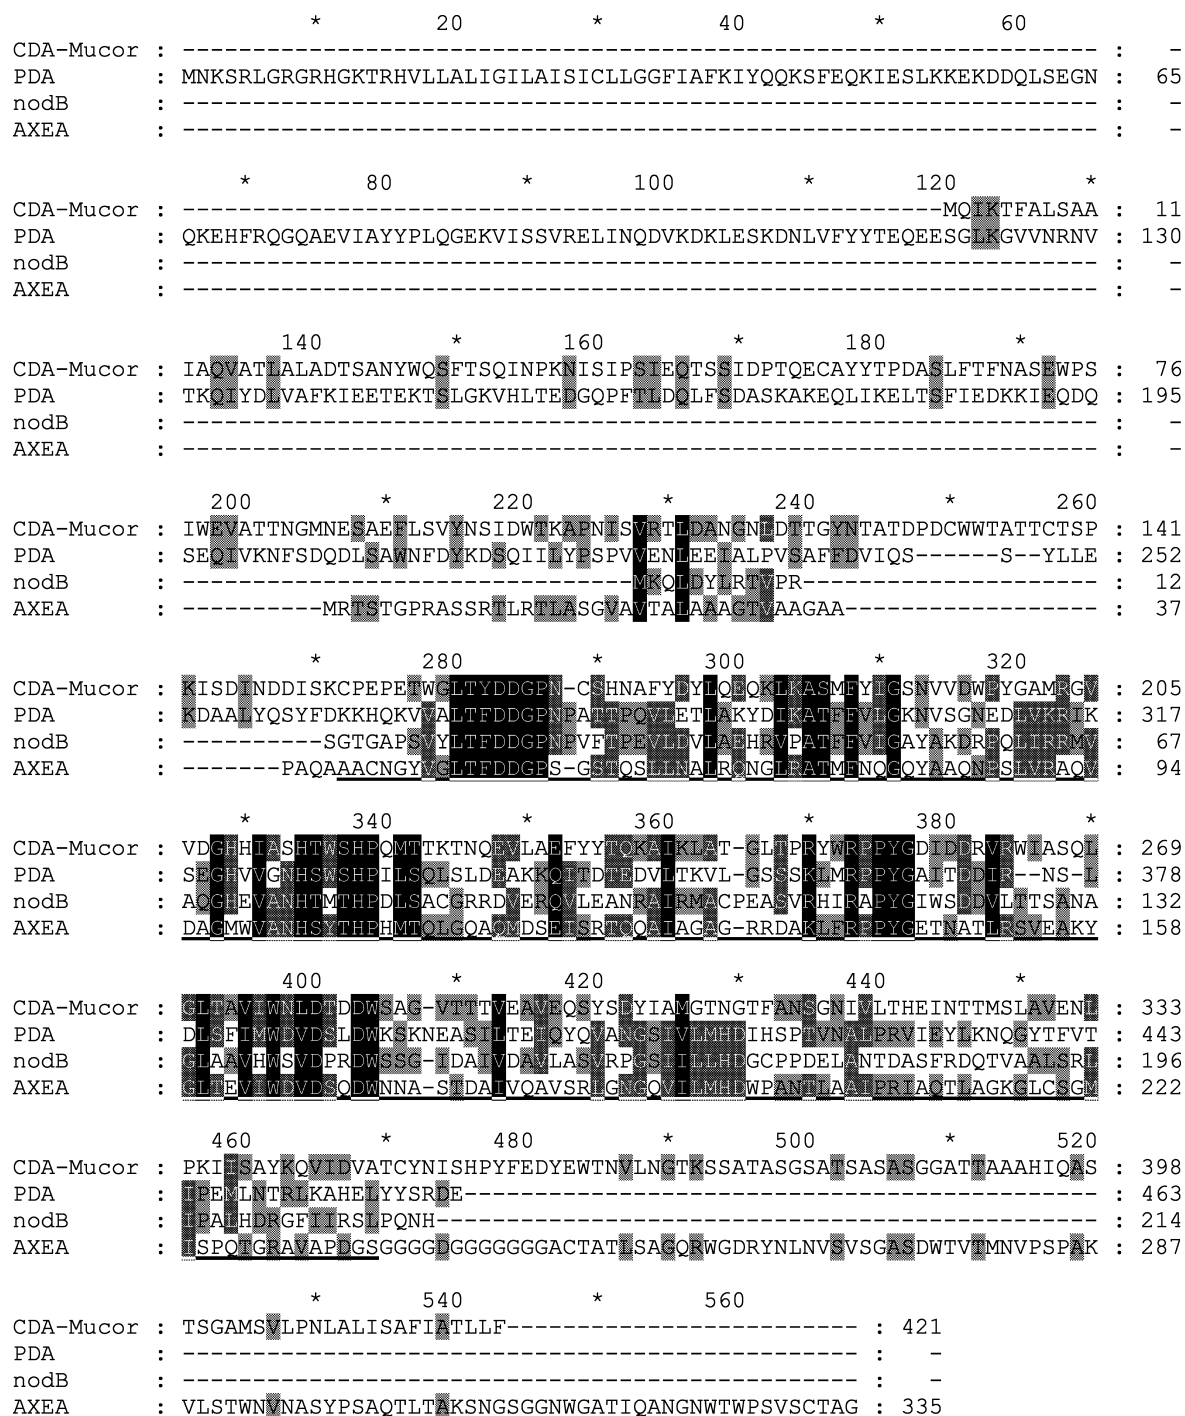 * 20 * 40 * 60
CDA-Mucor : ----------------------------------------------------------------- : -
PDA : MNKSRLGRGRHGKTRHVLLALIGILAISICLLGGFIAFKIYQQKSFEQKIESLKKEKDDQLSEGN : 65
nodB : ----------------------------------------------------------------- : -
AXEA : ----------------------------------------------------------------- : -
* 80 * 100 * 120 *
CDA-Mucor : ------------------------------------------------------MQIKTFALSAA : 11
PDA : QKEHFRQGQAEVIAYYPLQGEKVISSVRELINQDVKDKLESKDNLVFYYTEQEESGLKGVVNRNV : 130
nodB : ----------------------------------------------------------------- : -
AXEA : ----------------------------------------------------------------- : -
140 * 160 * 180 *
CDA-Mucor : IAQVATLALADTSANYWQSFTSQINPKNISIPSIEQTSSIDPTQECAYYTPDASLFTFNASEWPS : 76
PDA : TKQIYDLVAFKIEETEKTSLGKVHLTEDGQPFTLDQLFSDASKAKEQLIKELTSFIEDKKIEQDQ : 195
nodB : ----------------------------------------------------------------- : -
AXEA : ----------------------------------------------------------------- : -
200 * 220 * 240 * 260
CDA-Mucor : IWEVATTNGMNESAEFLSVYNSIDWTKAPNISVRTLDANGNLDTTGYNTATDPDCWWTATTCTSP : 141
PDA : SEQIVKNFSDQDLSAWNFDYKDSQIILYPSPVVENLEEIALPVSAFFDVIQS------S--YLLE : 252
nodB : --------------------------------MKQLDYLRTVPR--------------------- : 12
AXEA : ----------MRTSTGPRASSRTLRTLASGVAVTALAAAGTVAAGAA------------------ : 37
* 280 * 300 * 320
CDA-Mucor : KISDINDDISKCPEPETWGLTYDDGPN-CSHNAFYDYLQEQKLKASMFYIGSNVVDWPYGAMRGV : 205
PDA : KDAALYQSYFDKKHQKVVALTFDDGPNPATTPQVLETLAKYDIKATFFVLGKNVSGNEDLVKRIK : 317
nodB : ----------SGTGAPSVYLTFDDGPNPVFTPEVLDVLAEHRVPATFFVIGAYAKDRPQLIRRMV : 67
AXEA : -------PAQAAACNGYVGLTFDDGPS-GSTQSLLNALRQNGLRATMFNQGQYAAQNPSLVRAQV : 94
* 340 * 360 * 380 *
CDA-Mucor : VDGHHIASHTWSHPQMTTKTNQEVLAEFYYTQKAIKLAT-GLTPRYWRPPYGDIDDRVRWIASQL : 269
PDA : SEGHVVGNHSWSHPILSQLSLDEAKKQITDTEDVLTKVL-GSSSKLMRPPYGAITDDIR--NS-L : 378
nodB : AQGHEVANHTMTHPDLSACGRRDVERQVLEANRAIRMACPEASVRHIRAPYGIWSDDVLTTSANA : 132
AXEA : DAGMWVANHSYTHPHMTQLGQAQMDSEISRTQQAIAGAG-RRDAKLFRPPYGETNATLRSVEAKY : 158
400 * 420 * 440 *
CDA-Mucor : GLTAVIWNLDTDDWSAG-VTTTVEAVEQSYSDYIAMGTNGTFANSGNIVLTHEINTTMSLAVENL : 333
PDA : DLSFIMWDVDSLDWKSKNEASILTEIQYQVANGSIVLMHDIHSPTVNALPRVIEYLKNQGYTFVT : 443
nodB : GLAAVHWSVDPRDWSSG-IDAIVDAVLASVRPGSIILLHDGCPPDELANTDASFRDQTVAALSRL : 196
AXEA : GLTEVIWDVDSQDWNNA-STDAIVQAVSRLGNGQVILMHDWPANTLAAIPRIAQTLAGKGLCSGM : 222
460 * 480 * 500 * 520
CDA-Mucor : PKIISAYKQVIDVATCYNISHPYFEDYEWTNVLNGTKSSATASGSATSASASGGATTAAAHIQAS : 398
PDA : IPEMLNTRLKAHELYYSRDE--------------------------------------------- : 463
nodB : IPALHDRGFIIRSLPQNH----------------------------------------------- : 214
AXEA : ISPQTGRAVAPDGSGGGGDGGGGGGGACTATLSAGQRWGDRYNLNVSVSGASDWTVTMNVPSPAK : 287
* 540 * 560
CDA-Mucor : TSGAMSVLPNLALISAFIATLLF------------------------- : 421
PDA : ------------------------------------------------ : -
nodB : ------------------------------------------------ : -
AXEA : VLSTWNVNASYPSAQTLTAKSNGSGGNWGATIQANGNWTWPSVSCTAG : 335